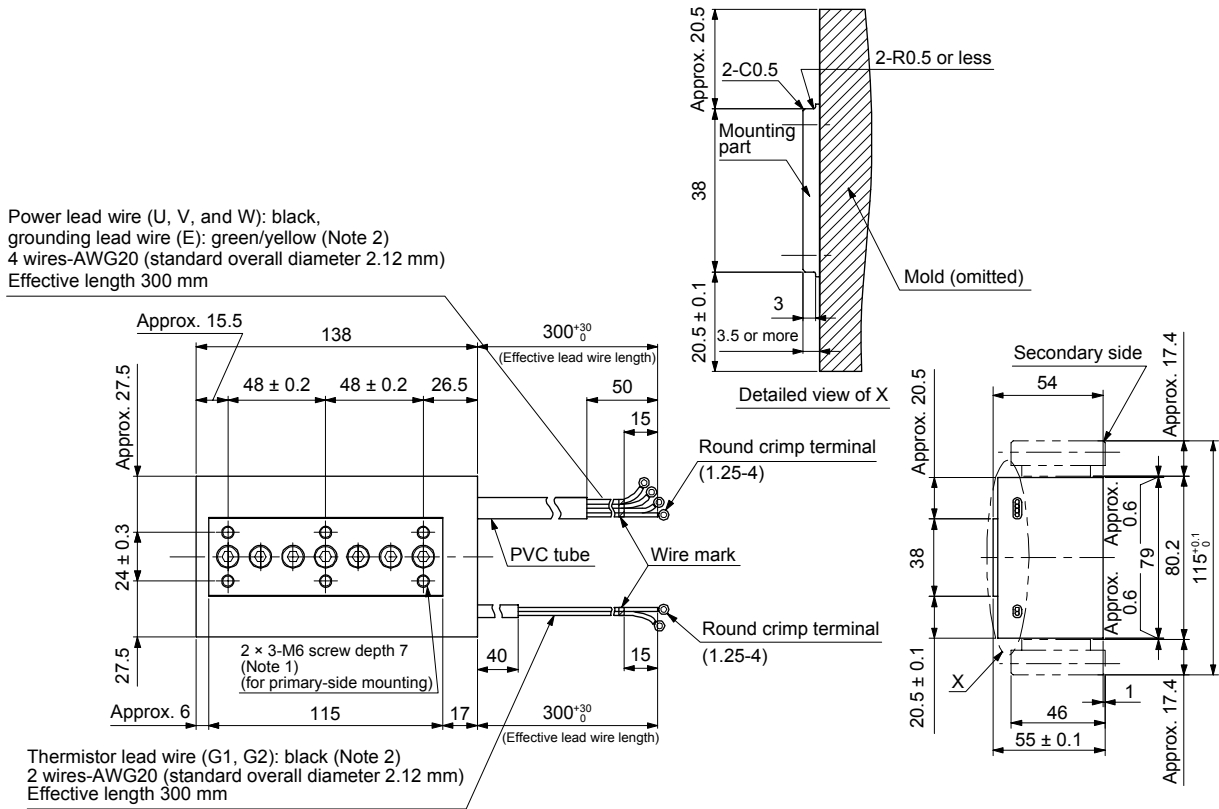 Approx. 20.5
2-C0.5
2-R0.5 or less
Mounting
part
38
Mold (omitted)
3
3.5 or more
20.5 ± 0.1
Detailed view of X
Power lead wire (U, V, and W): black,
grounding lead wire (E): green/yellow (Note 2)
4 wires-AWG20 (standard overall diameter 2.12 mm)
Effective length 300 mm
Approx. 15.5
138
300 +30 0
(Effective lead wire length)
48 ± 0.2
48 ± 0.2
26.5
50
15
Approx. 27.5
Round crimp terminal
(1.25-4)
24 ± 0.3
PVC tube
Wire mark
27.5
2 × 3-M6 screw depth 7
(Note 1)
(for primary-side mounting)
40
15
Round crimp terminal
(1.25-4)
Approx. 6
115
17
300 +30 0
(Effective lead wire length)
Thermistor lead wire (G1, G2): black (Note 2)
2 wires-AWG20 (standard overall diameter 2.12 mm)
Effective length 300 mm
Secondary side
54
Approx. 17.4
Approx. 20.5
38
20.5 ± 0.1
Approx.
0.6
Approx.
0.6
79
80.2
115 +0.1 0
X
1
46
55 ± 0.1
Approx. 17.4